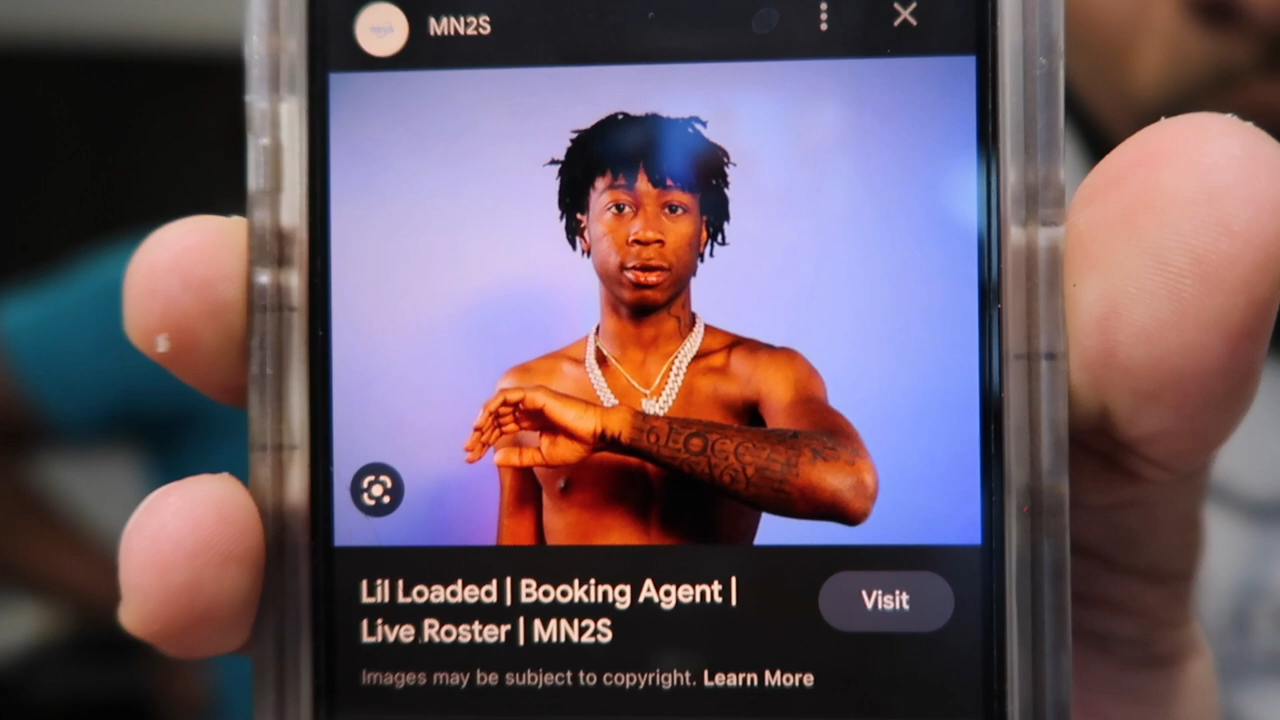 MN2S
Lil Loaded | Booking Agent |
Live Roster | MN2S
Visit
Images may be subject to copyright. Learn More